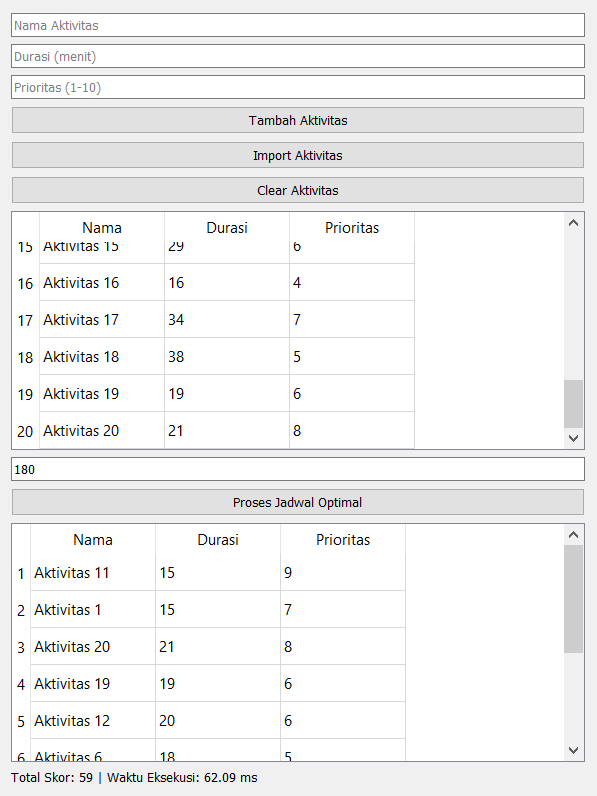 Nama Aktivitas
Durasi (menit)
Prioritas (1-10)
Tambah Aktivitas
Import Aktivitas
Clear Aktivitas
Nama Durasi Prioritas
15 Aktivitas 15 29 6
16 Aktivitas 16 16 4
17 Aktivitas 17 34 7
18 Aktivitas 18 38 5
19 Aktivitas 19 19 6
20 Aktivitas 20 21 8
180
Proses Jadwal Optimal
Nama Durasi Prioritas
1 Aktivitas 11 15 9
2 Aktivitas 1 15 7
3 Aktivitas 20 21 8
4 Aktivitas 19 19 6
5 Aktivitas 12 20 6
6 Aktivitas 6 18 5
Total Skor: 59 | Waktu Eksekusi: 62.09 ms